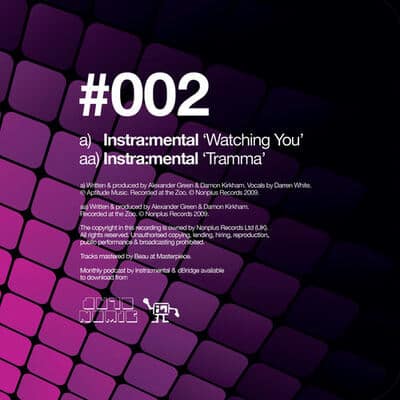 #002
a) Instra:mental ‘Watching You’
aa) Instra:mental ‘Tramma’
a) Written & produced by Alexander Green & Damon Kirkham. Vocals by Darren White.
© Aptitude Music. Recorded at the Zoo. © Nonplus Records 2009.
aa) Written & produced by Alexander Green & Damon Kirkham.
Recorded at the Zoo. © Nonplus Records 2009.
The copyright in this recording is owned by Nonplus Records Ltd (UK).
All rights reserved. Unauthorised copying, lending, hiring, reproduction,
public performance & broadcasting prohibited.
Tracks mastered by Beau at Masterpiece.
Monthly podcast by Instra:mental & dBridge available
to download from
AUTO
NOMIC